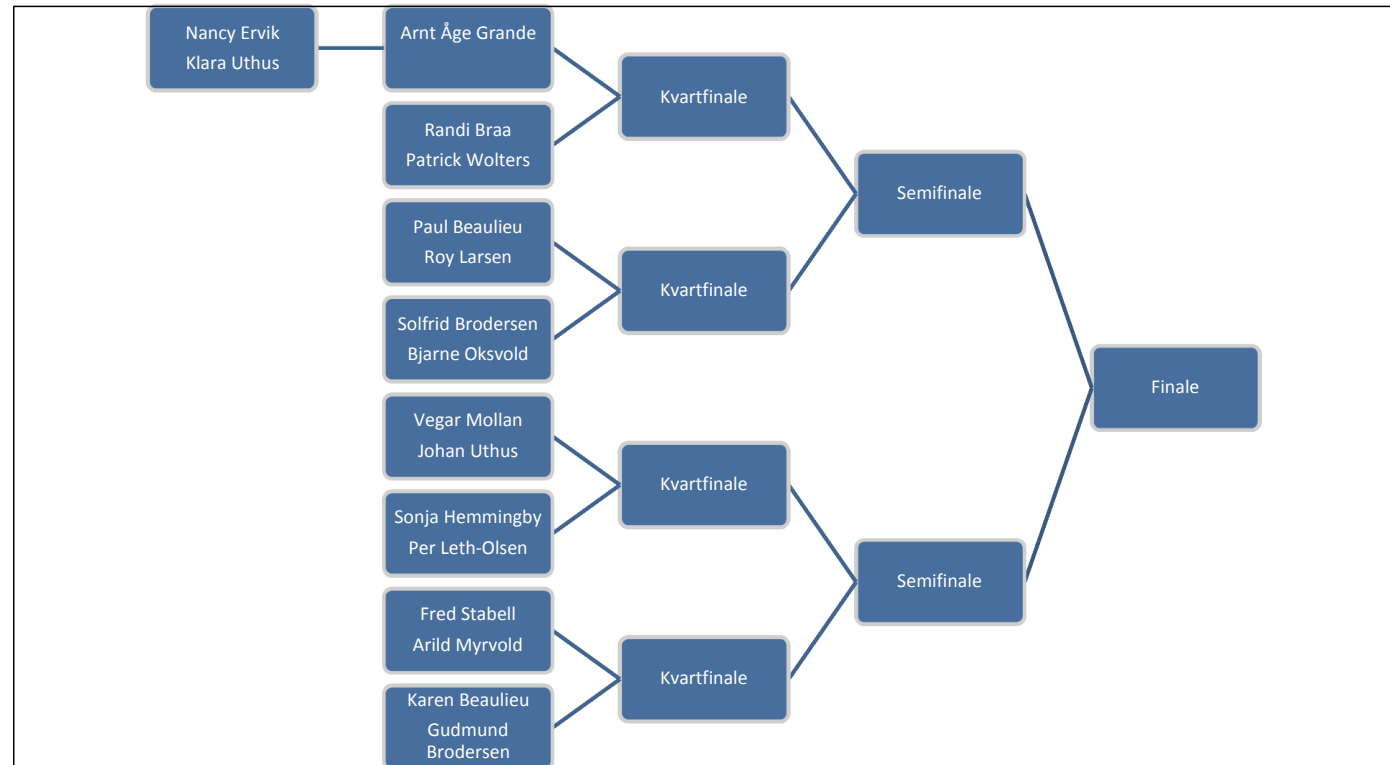 Nancy Ervik
Klara Uthus
Arnt Åge Grande
Randi Braa
Patrick Wolters
Paul Beaulieu
Roy Larsen
Solfrid Brodersen
Bjarne Oksvold
Vegar Mollan
Johan Uthus
Sonja Hemmingby
Per Leth-Olsen
Fred Stabell
Arild Myrvold
Karen Beaulieu
Gudmund
Brodersen
Kvartfinale
Kvartfinale
Kvartfinale
Kvartfinale
Semifinale
Semifinale
Finale